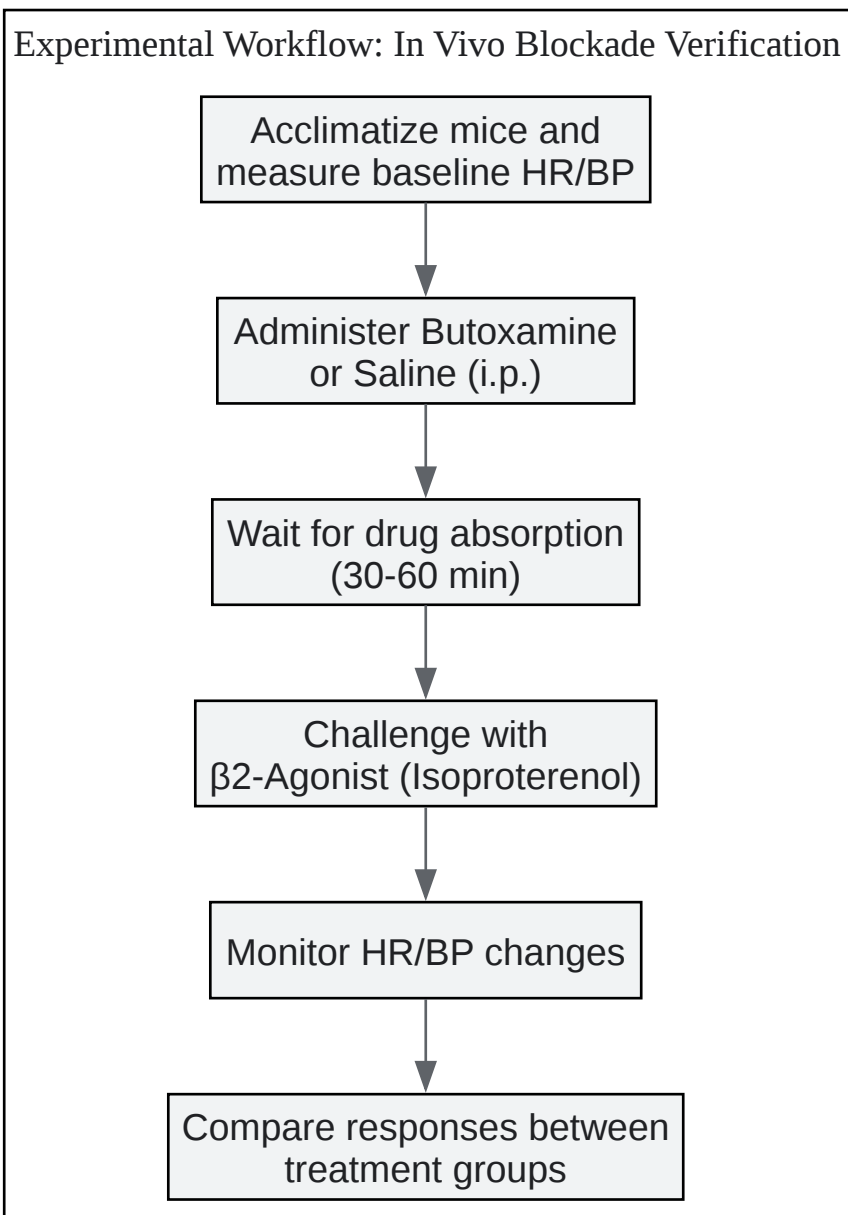 Experimental Workflow: In Vivo Blockade Verification
Acclimatize mice and
measure baseline HR/BP
Administer Butoxamine
or Saline (i.p.)
Wait for drug absorption
(30-60 min)
Challenge with
β2-Agonist (Isoproterenol)
Monitor HR/BP changes
Compare responses between
treatment groups